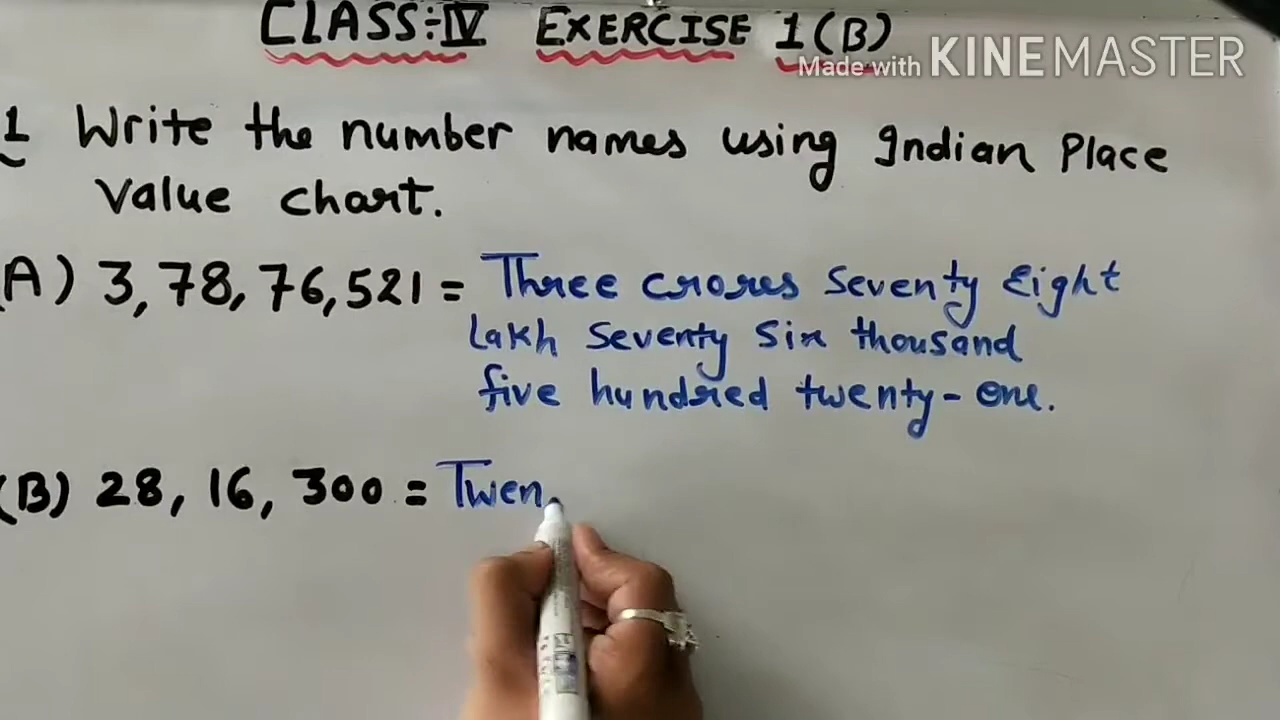 CLASS:-IV EXERCISE 1(B)
Made with KINEMASTER
1 Write the number names using Indian Place
Value chart.
(A) 3,78,76,521 = Three crores Seventy Eight
lakh seventy six thousand
five hundred twenty-one.
(B) 28, 16, 300 = Twen